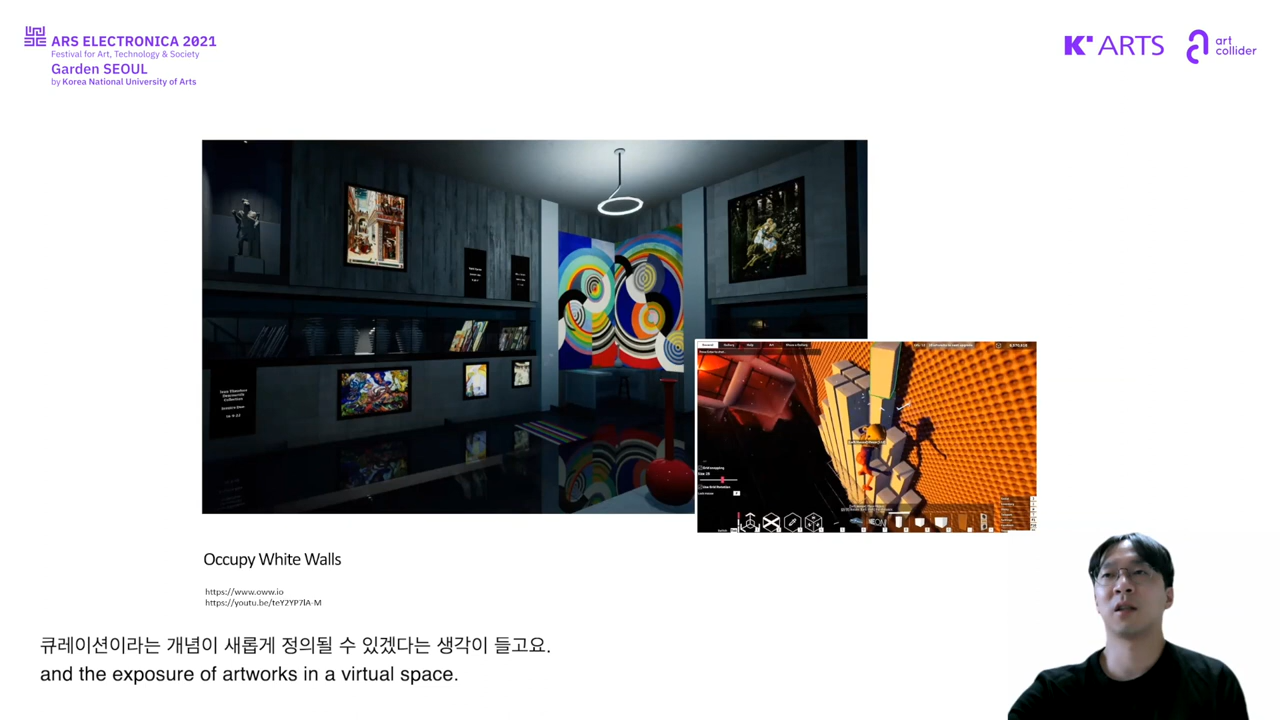 ARS ELECTRONICA 2021
Festival for Art, Technology & Society
Garden SEOUL
by Korea National University of Arts
K' ARTS
art
collider
Occupy White Walls
https://www.oww.io
https://youtu.be/teY2YP7lA-M
큐레이션이라는 개념이 새롭게 정의될 수 있겠다는 생각이 들고요.
and the exposure of artworks in a virtual space.